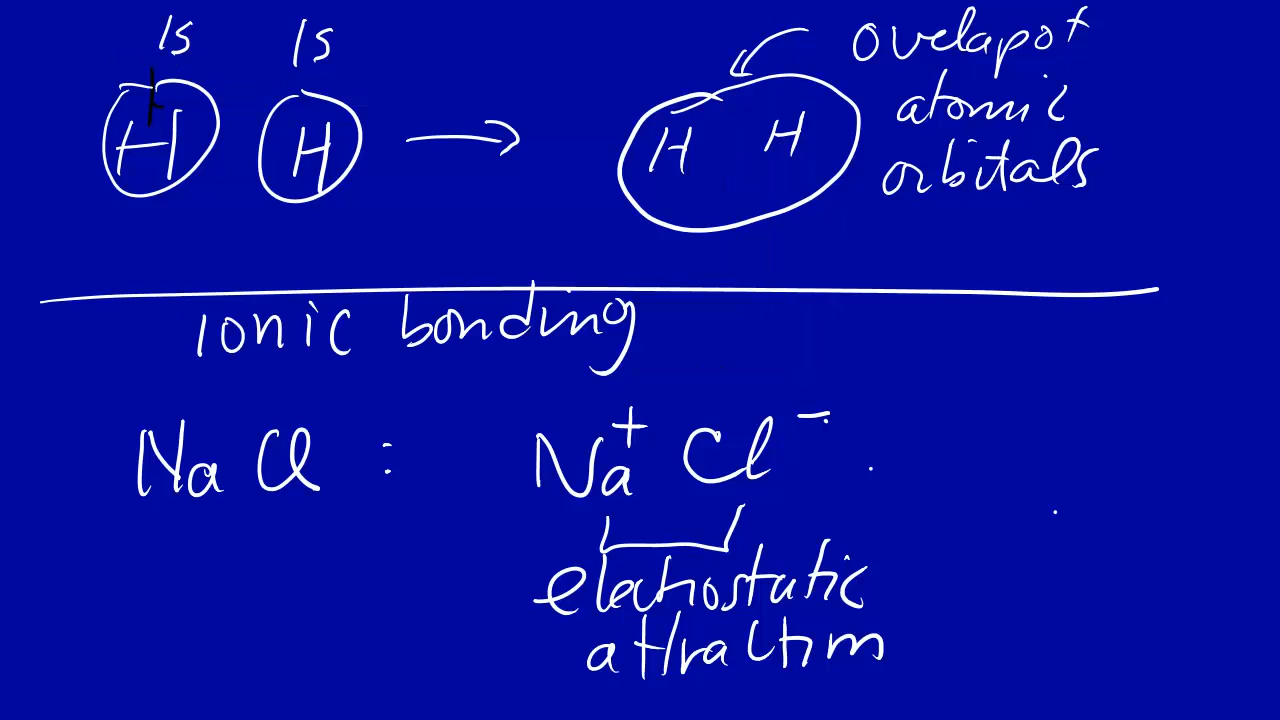 1s 1s
H H → H H
ovelap of
atomic
orbitals
ionic bonding
NaCl : Na+ Cl-
electrostatic
attraction